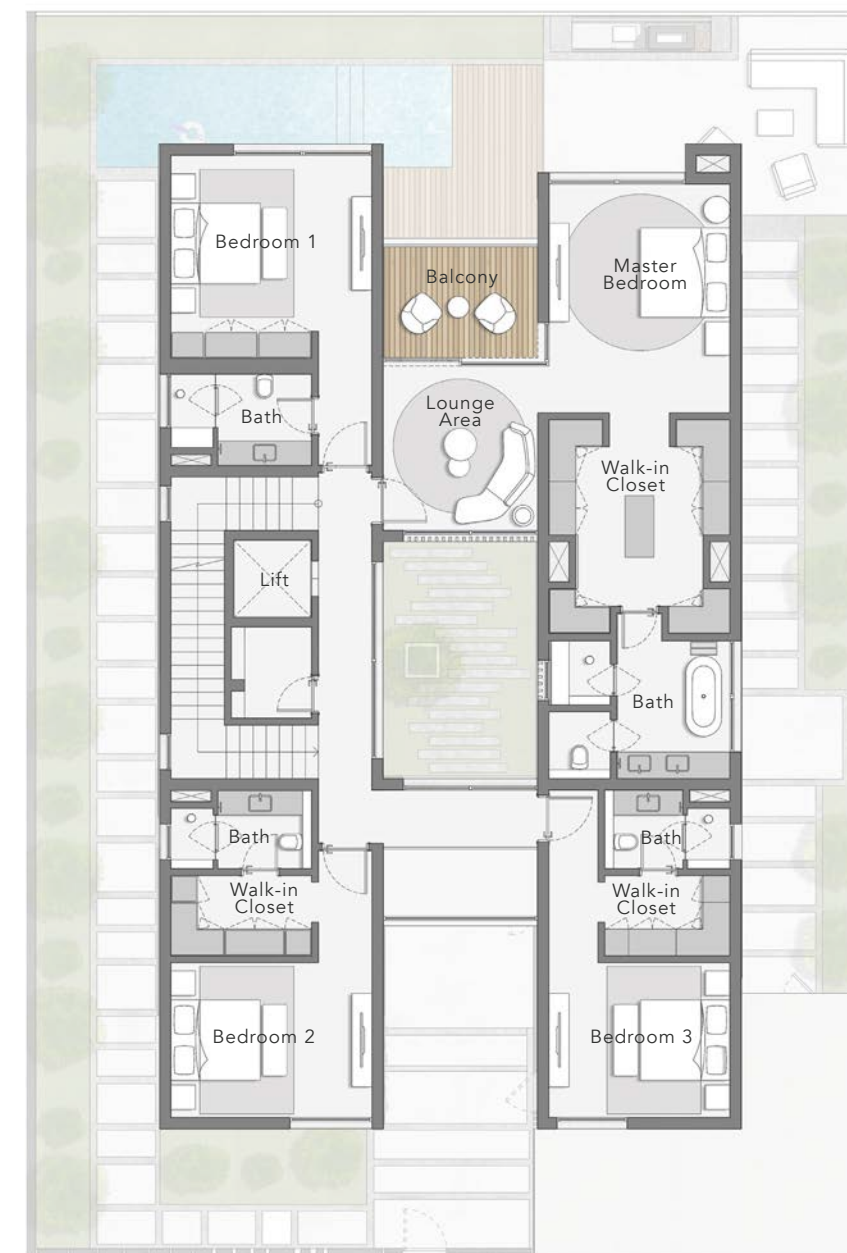 Bedroom 1
Balcony
Master
Bedroom
Bath
Lounge
Area
Walk-in
Closet
Lift
Bath
Bath
Bath
Walk-in
Closet
Walk-in
Closet
Bedroom 2
Bedroom 3